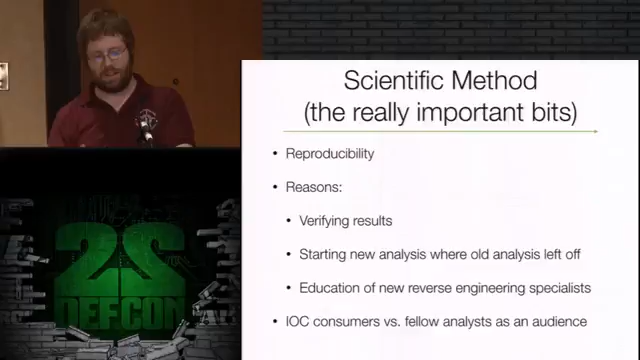 Scientific Method
(the really important bits)
• Reproducibility
• Reasons:
• Verifying results
• Starting new analysis where old analysis left off
• Education of new reverse engineering specialists
• IOC consumers vs. fellow analysts as an audience
22
DEFCON